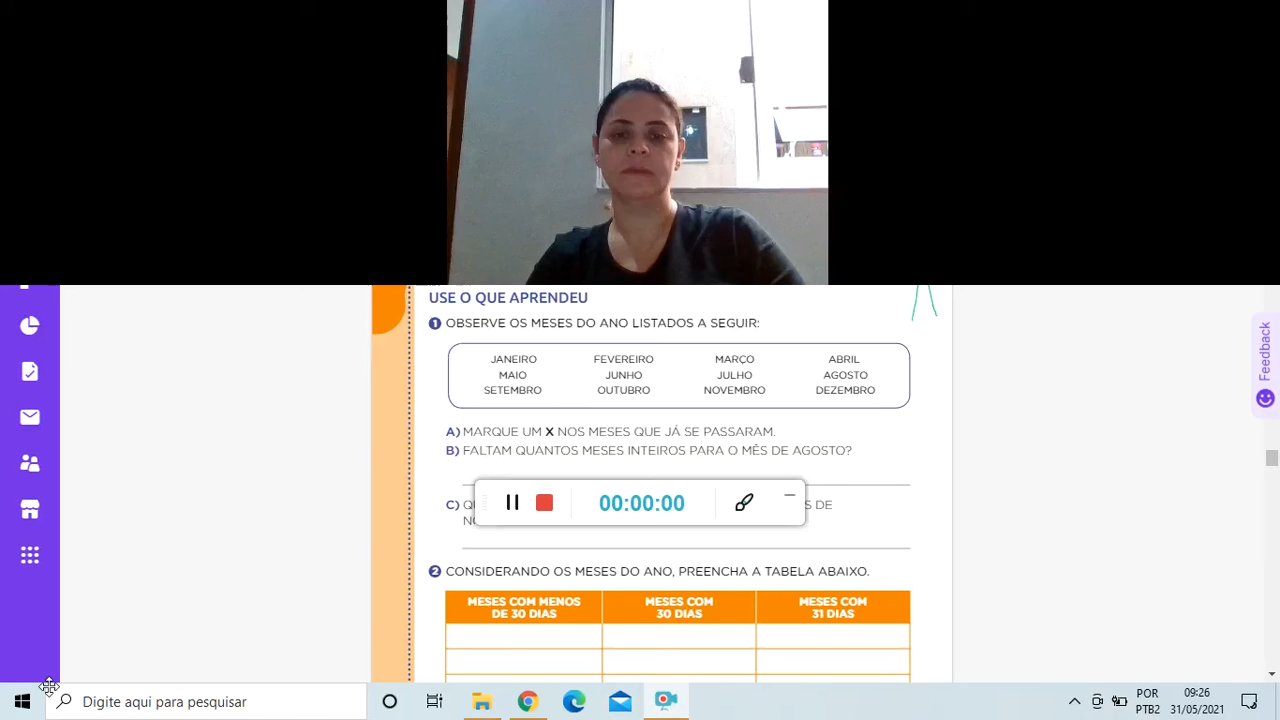 USE O QUE APRENDEU
1 OBSERVE OS MESES DO ANO LISTADOS A SEGUIR:
JANEIRO FEVEREIRO MARÇO ABRIL
MAIO JUNHO JULHO AGOSTO
SETEMBRO OUTUBRO NOVEMBRO DEZEMBRO
A) MARQUE UM X NOS MESES QUE JÁ SE PASSARAM.
B) FALTAM QUANTOS MESES INTEIROS PARA O MÊS DE AGOSTO?
00:00:00
C) DE
2 CONSIDERANDO OS MESES DO ANO, PREENCHA A TABELA ABAIXO.
MESES COM MENOS DE 30 DIAS
MESES COM 30 DIAS
MESES COM 31 DIAS
Feedback
Digite aqui para pesquisar
POR
PTB2
09:26
31/05/2021